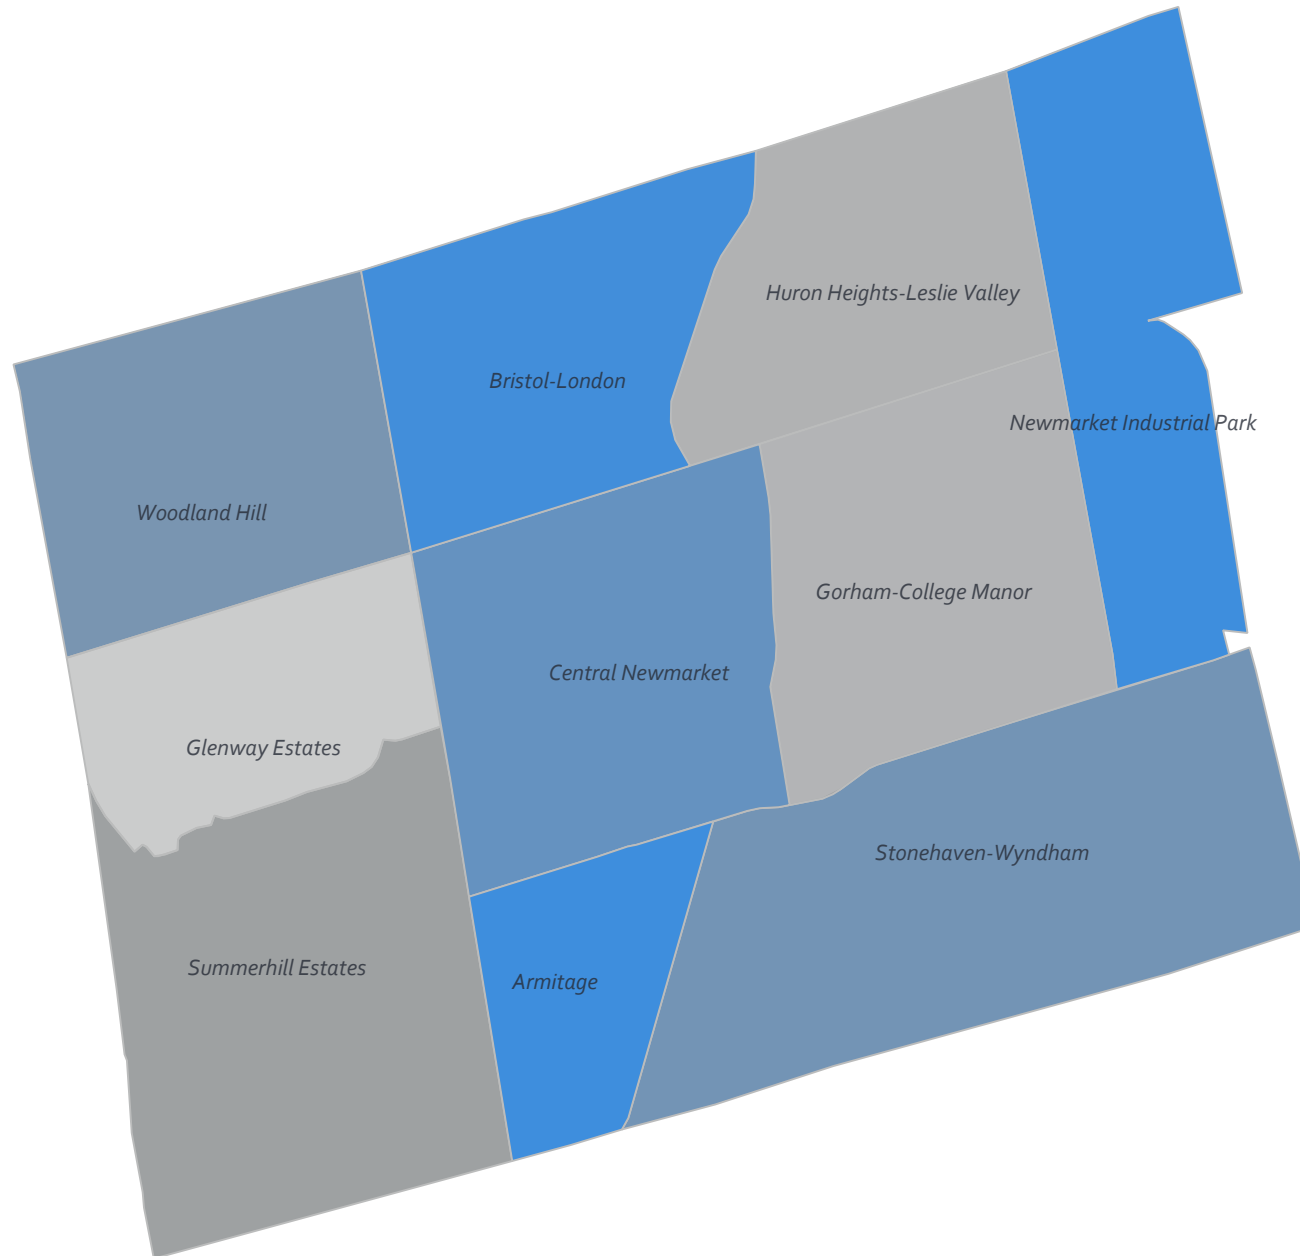 Huron Heights-Leslie Valley
Bristol-London
Newmarket Industrial Park
Woodland Hill
Gorham-College Manor
Central Newmarket
Glenway Estates
Stonehaven-Wyndham
Summerhill Estates
Armitage